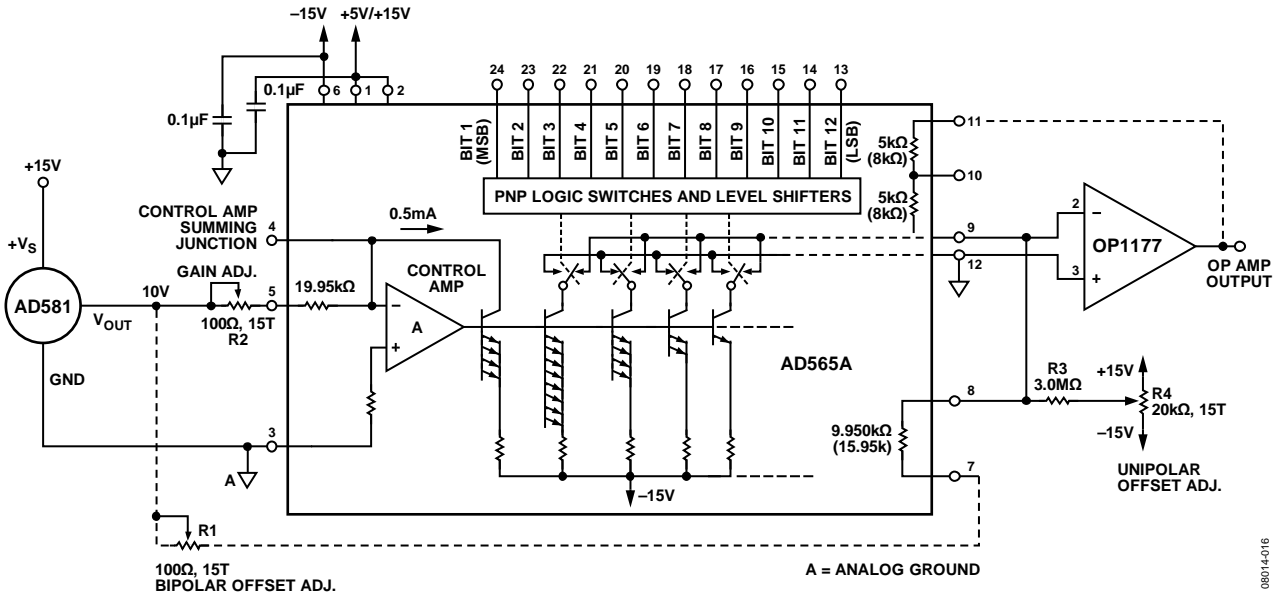 –15V
+5V/+15V
0.1µF
0.1µF
6
1
2
24
23
22
21
20
19
18
17
16
15
14
13
BIT 1
(MSB)
BIT 2
BIT 3
BIT 4
BIT 5
BIT 6
BIT 7
BIT 8
BIT 9
BIT 10
BIT 11
BIT 12
(LSB)
PNP LOGIC SWITCHES AND LEVEL SHIFTERS
5kΩ
(8kΩ)
11
10
5kΩ
(8kΩ)
9
12
2
–
3
+
OP1177
OP AMP
OUTPUT
+15V
+VS
AD581
GND
10V
VOUT
CONTROL AMP
SUMMING
JUNCTION
4
0.5mA
GAIN ADJ.
5
19.95kΩ
100Ω, 15T
R2
CONTROL
AMP
–
+
A
AD565A
3
A
–15V
8
9.950kΩ
(15.95k)
7
R3
3.0MΩ
+15V
R4
20kΩ, 15T
–15V
UNIPOLAR
OFFSET ADJ.
R1
100Ω, 15T
BIPOLAR OFFSET ADJ.
A = ANALOG GROUND
08014-016